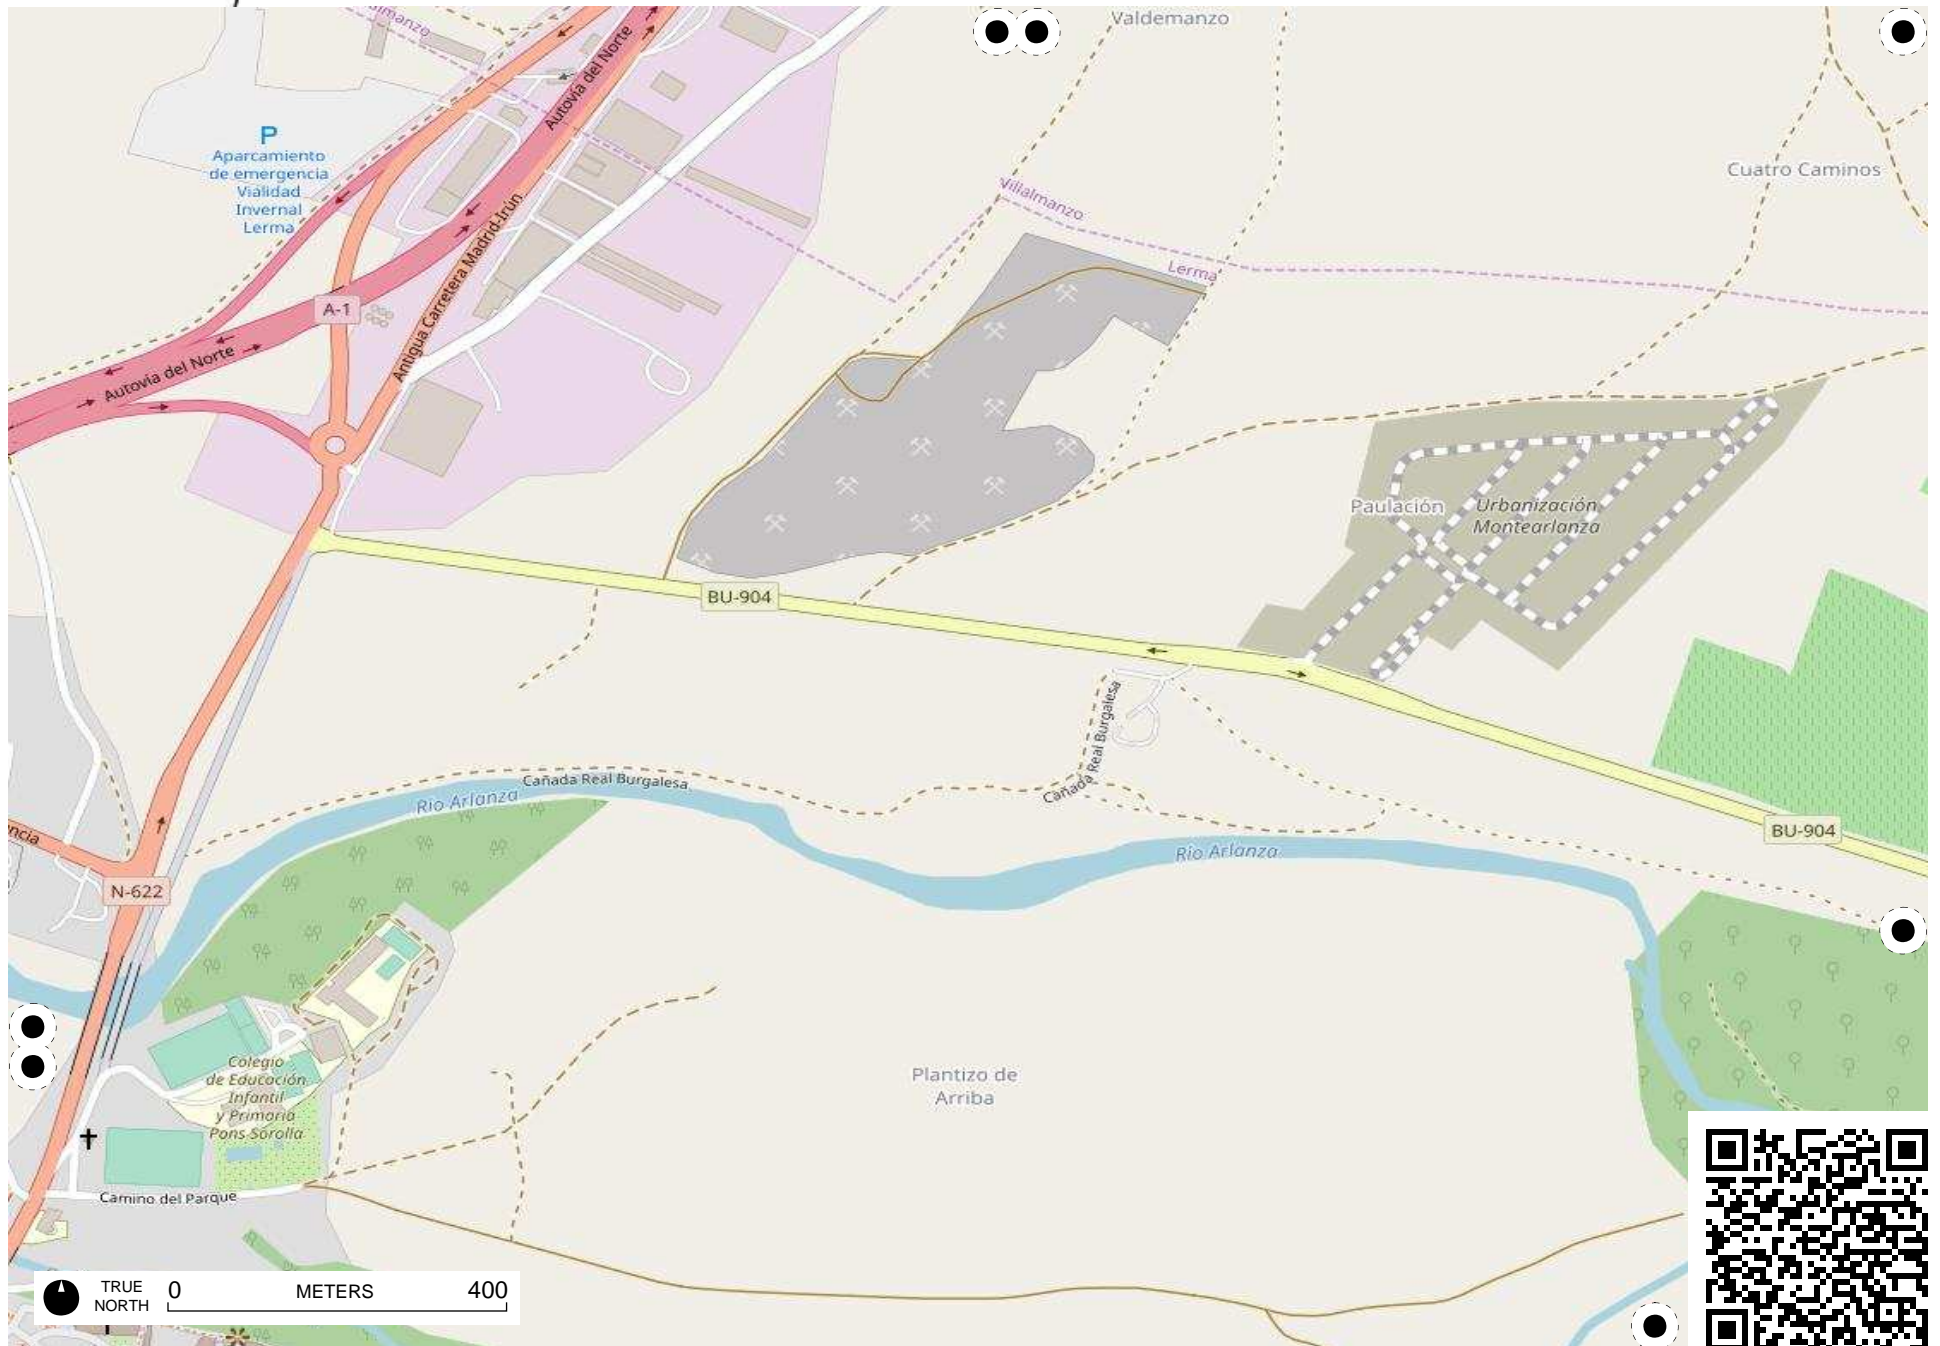 Valdemanzo
Autovía del Norte
P
Aparcamiento
de emergencia
Vialidad
Invernal
Lerma
Cuatro Caminos
Villalmanzo
Lerma
Antigua Carretera Madrid-Irún
A-1
Autovía del Norte
Paulación
Urbanización
Montearlanza
BU-904
Cañada Real Burgalesa
Cañada Real Burgalesa
Río Arlanza
Cañada
BU-904
Río Arlanza
N-622
Plantizo de
Arriba
Colegio
de Educación
Infantil
y Primaria
Pons Sorolla
Camino del Parque
TRUE
NORTH
0 METERS 400